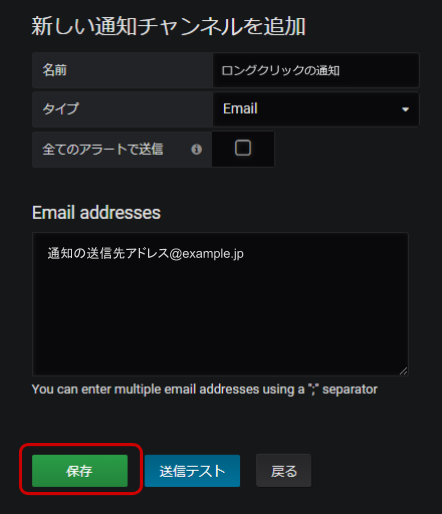 新しい通知チャンネルを追加
名前 ロングクリックの通知
タイプ Email
全てのアラートで送信
Email addresses
通知の送信先アドレス@example.jp
You can enter multiple email addresses using a ";" separator
保存 送信テスト 戻る